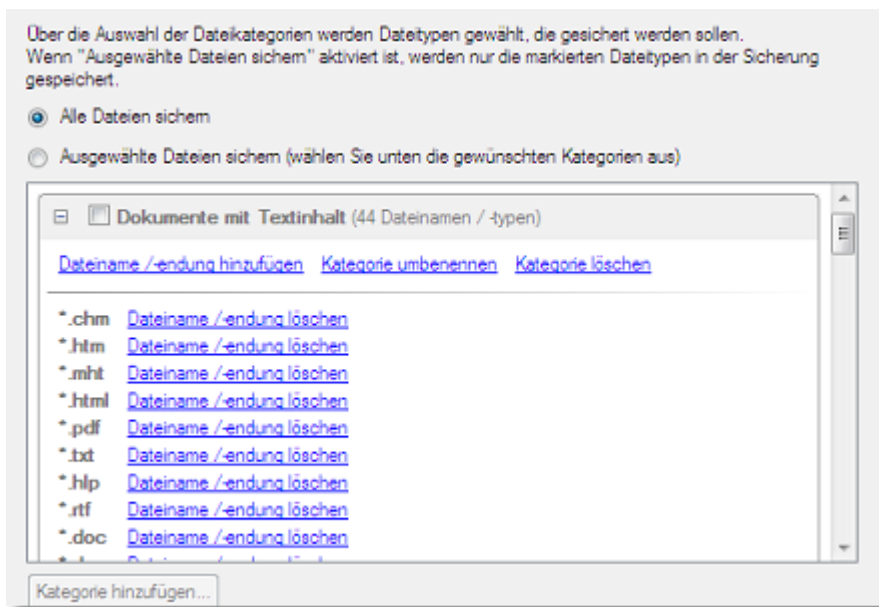 Über die Auswahl der Dateikategorien werden Dateitypen gewählt, die gesichert werden sollen.
Wenn "Ausgewählte Dateien sichern" aktiviert ist, werden nur die markierten Dateitypen in der Sicherung
gespeichert.
Alle Dateien sichern
Ausgewählte Dateien sichern (wählen Sie unten die gewünschten Kategorien aus)
Dokumente mit Textinhalt (44 Dateinamen / -typen)
Dateiname /-endung hinzufügen Kategorie umbenennen Kategorie löschen
*.chm Dateiname /-endung löschen
*.htm Dateiname /-endung löschen
*.mht Dateiname /-endung löschen
*.html Dateiname /-endung löschen
*.pdf Dateiname /-endung löschen
*.txt Dateiname /-endung löschen
*.hlp Dateiname /-endung löschen
*.rtf Dateiname /-endung löschen
*.doc Dateiname /-endung löschen
Kategorie hinzufügen...